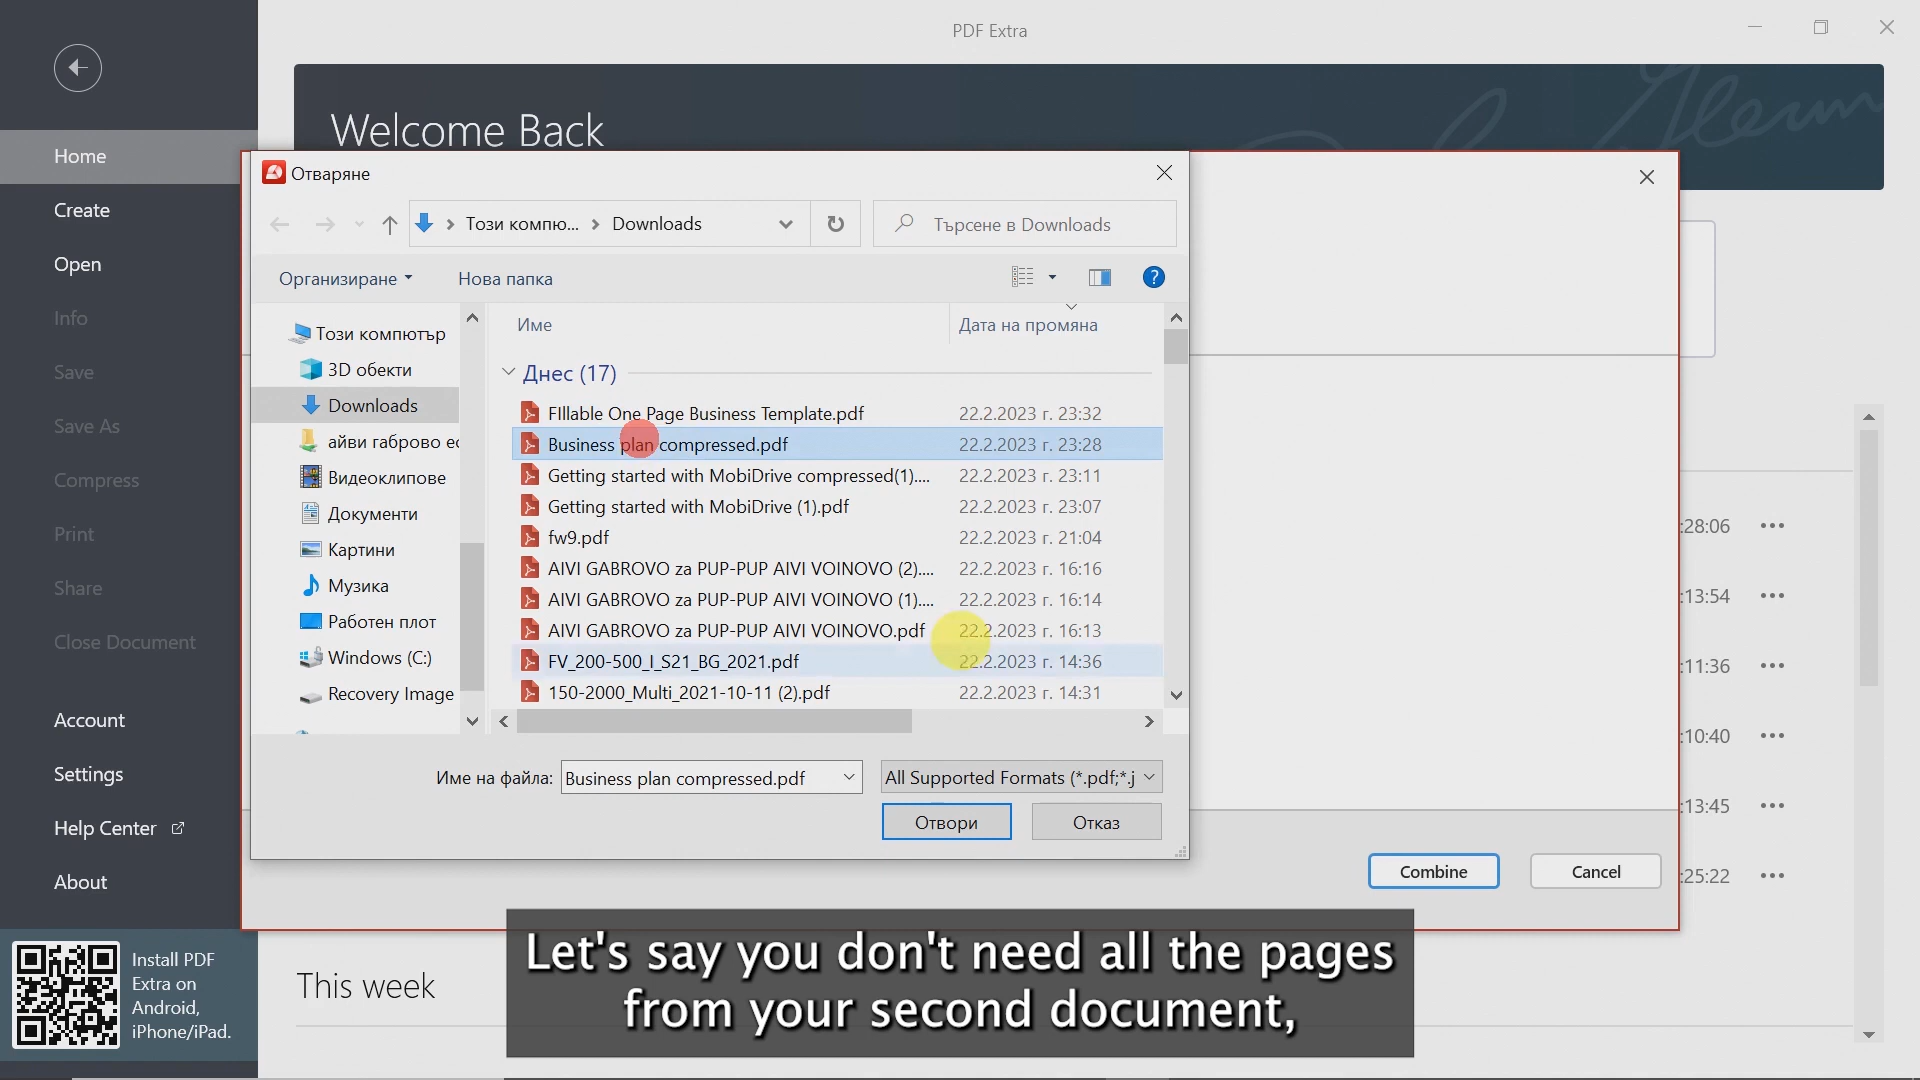 PDF Extra
Welcome Back
Home
Create
Open
Info
Save
Save As
Compress
Print
Share
Close Document
Account
Settings
Help Center
About
Install PDF
Extra on
Android,
iPhone/iPad.
Отваряне
Този компю... Downloads
Търсене в Downloads
Организиране
Нова папка
Този компютър
3D обекти
Downloads
айви габрово
Видеоклипове
Документи
Картини
Музика
Работен плот
Windows (C:)
Recovery Image
Име Дата на промяна
Днес (17)
FIllable One Page Business Template.pdf 22.2.2023 г. 23:32
Business plan compressed.pdf 22.2.2023 г. 23:28
Getting started with MobiDrive compressed(1).... 22.2.2023 г. 23:11
Getting started with MobiDrive (1).pdf 22.2.2023 г. 23:07
fw9.pdf 22.2.2023 г. 21:04
AIVI GABROVO za PUP-PUP AIVI VOINOVO (2).... 22.2.2023 г. 16:16
AIVI GABROVO za PUP-PUP AIVI VOINOVO (1).... 22.2.2023 г. 16:14
AIVI GABROVO za PUP-PUP AIVI VOINOVO.pdf 22.2.2023 г. 16:13
FV_200-500_I_S21_BG_2021.pdf 22.2.2023 г. 14:36
150-2000_Multi_2021-10-11 (2).pdf 22.2.2023 г. 14:31
Име на файла: Business plan compressed.pdf
All Supported Formats (*.pdf;*.j
Отвори
Отказ
:28:06
:13:54
:11:36
:10:40
:13:45
:25:22
Combine
Cancel
This week
Let's say you don't need all the pages
from your second document,